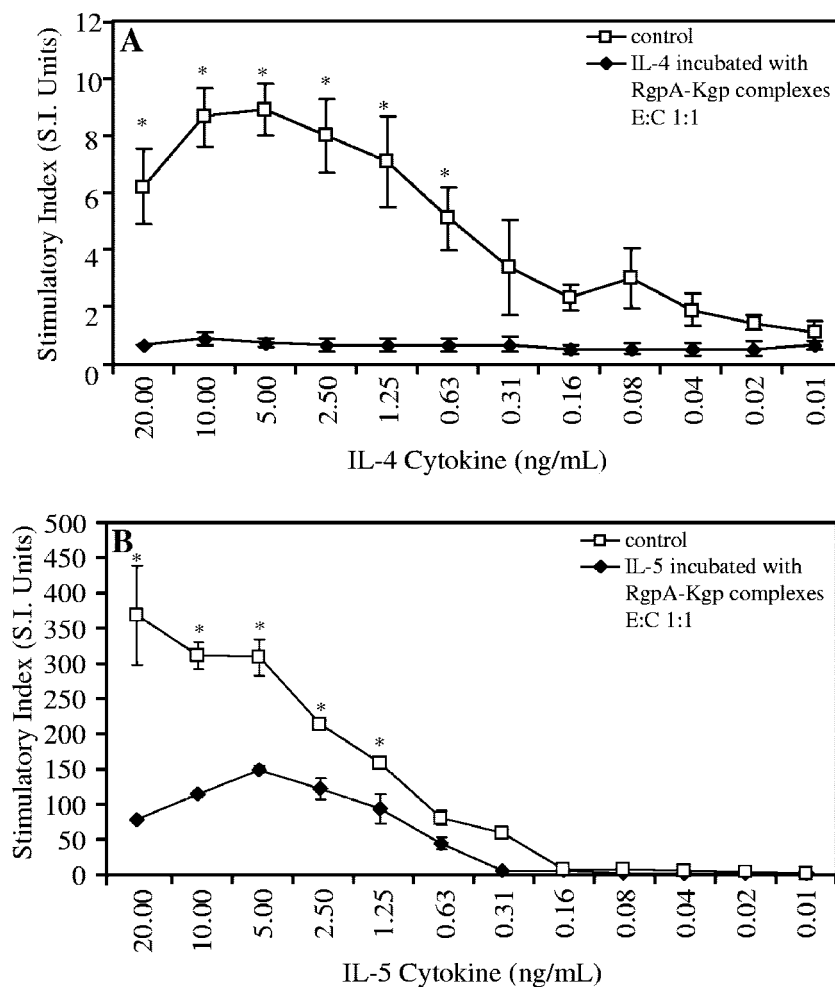 A
control
IL-4 incubated with
RgpA-Kgp complexes
E:C 1:1
Stimulatory Index (S.I. Units)
12
10
8
6
4
2
0
* * * * * *
20.00 10.00 5.00 2.50 1.25 0.63 0.31 0.16 0.08 0.04 0.02 0.01
IL-4 Cytokine (ng/mL)
B
control
IL-5 incubated with
RgpA-Kgp complexes
E:C 1:1
Stimulatory Index (S.I. Units)
500
450
400
350
300
250
200
150
100
50
0
* * * * *
20.00 10.00 5.00 2.50 1.25 0.63 0.31 0.16 0.08 0.04 0.02 0.01
IL-5 Cytokine (ng/mL)